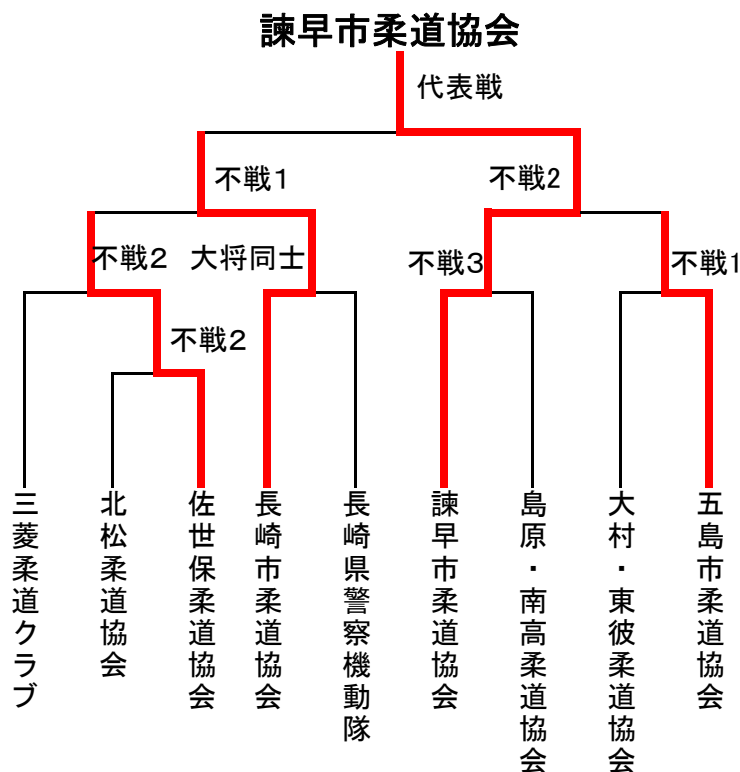 諫早市柔道協会
代表戦
不戦１
不戦2
不戦２
大将同士
不戦３
不戦1
不戦２
三菱柔道クラブ
北松柔道協会
佐世保柔道協会
長崎市柔道協会
長崎県警察機動隊
諫早市柔道協会
島原・南高柔道協会
大村・東彼柔道協会
五島市柔道協会